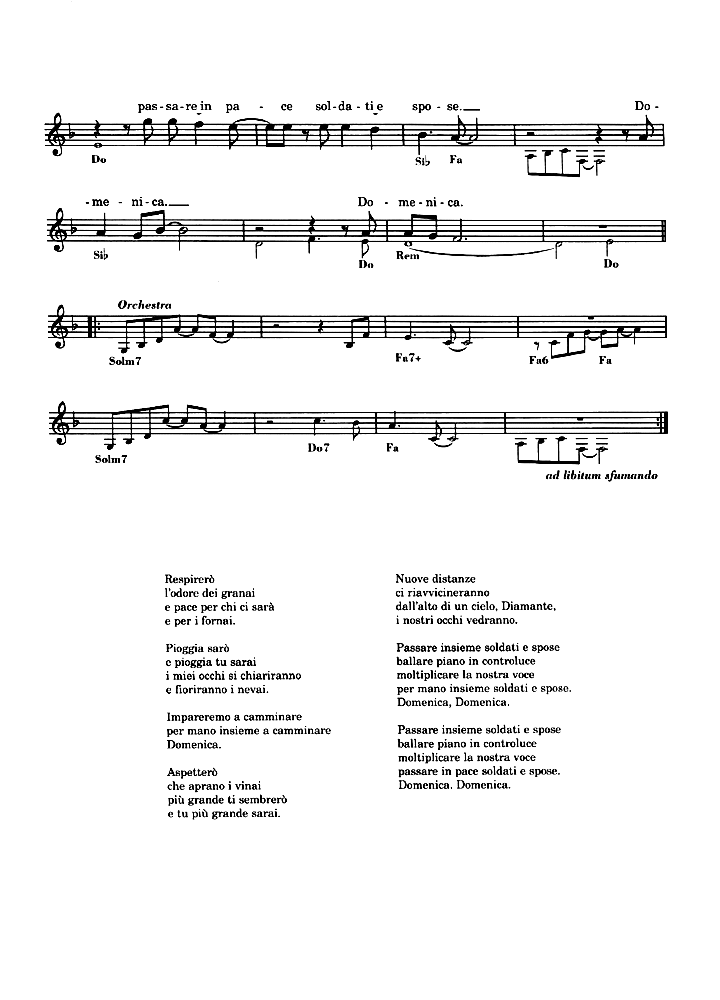 pas-sa-re in pa - ce sol-da-ti e spo - se. Do -
Do Si♭ Fa
-me - ni-ca. Do - me-ni-ca.
Si♭ Do Rem Do
Orchestra
Solm7 Fa7+ Fa6 Fa
Solm7 Do7 Fa
ad libitum sfumando
Respirerò
l'odore dei granai
e pace per chi ci sarà
e per i fornai.
Pioggia sarò
e pioggia tu sarai
i miei occhi si chiariranno
e fioriranno i nevai.
Impareremo a camminare
per mano insieme a camminare
Domenica.
Aspetterò
che aprano i vinai
più grande ti sembrerò
e tu più grande sarai.
Nuove distanze
ci riavvicineranno
dall'alto di un cielo, Diamante,
i nostri occhi vedranno.
Passare insieme soldati e spose
ballare piano in controluce
moltiplicare la nostra voce
per mano insieme soldati e spose.
Domenica, Domenica.
Passare insieme soldati e spose
ballare piano in controluce
moltiplicare la nostra voce
passare in pace soldati e spose.
Domenica. Domenica.